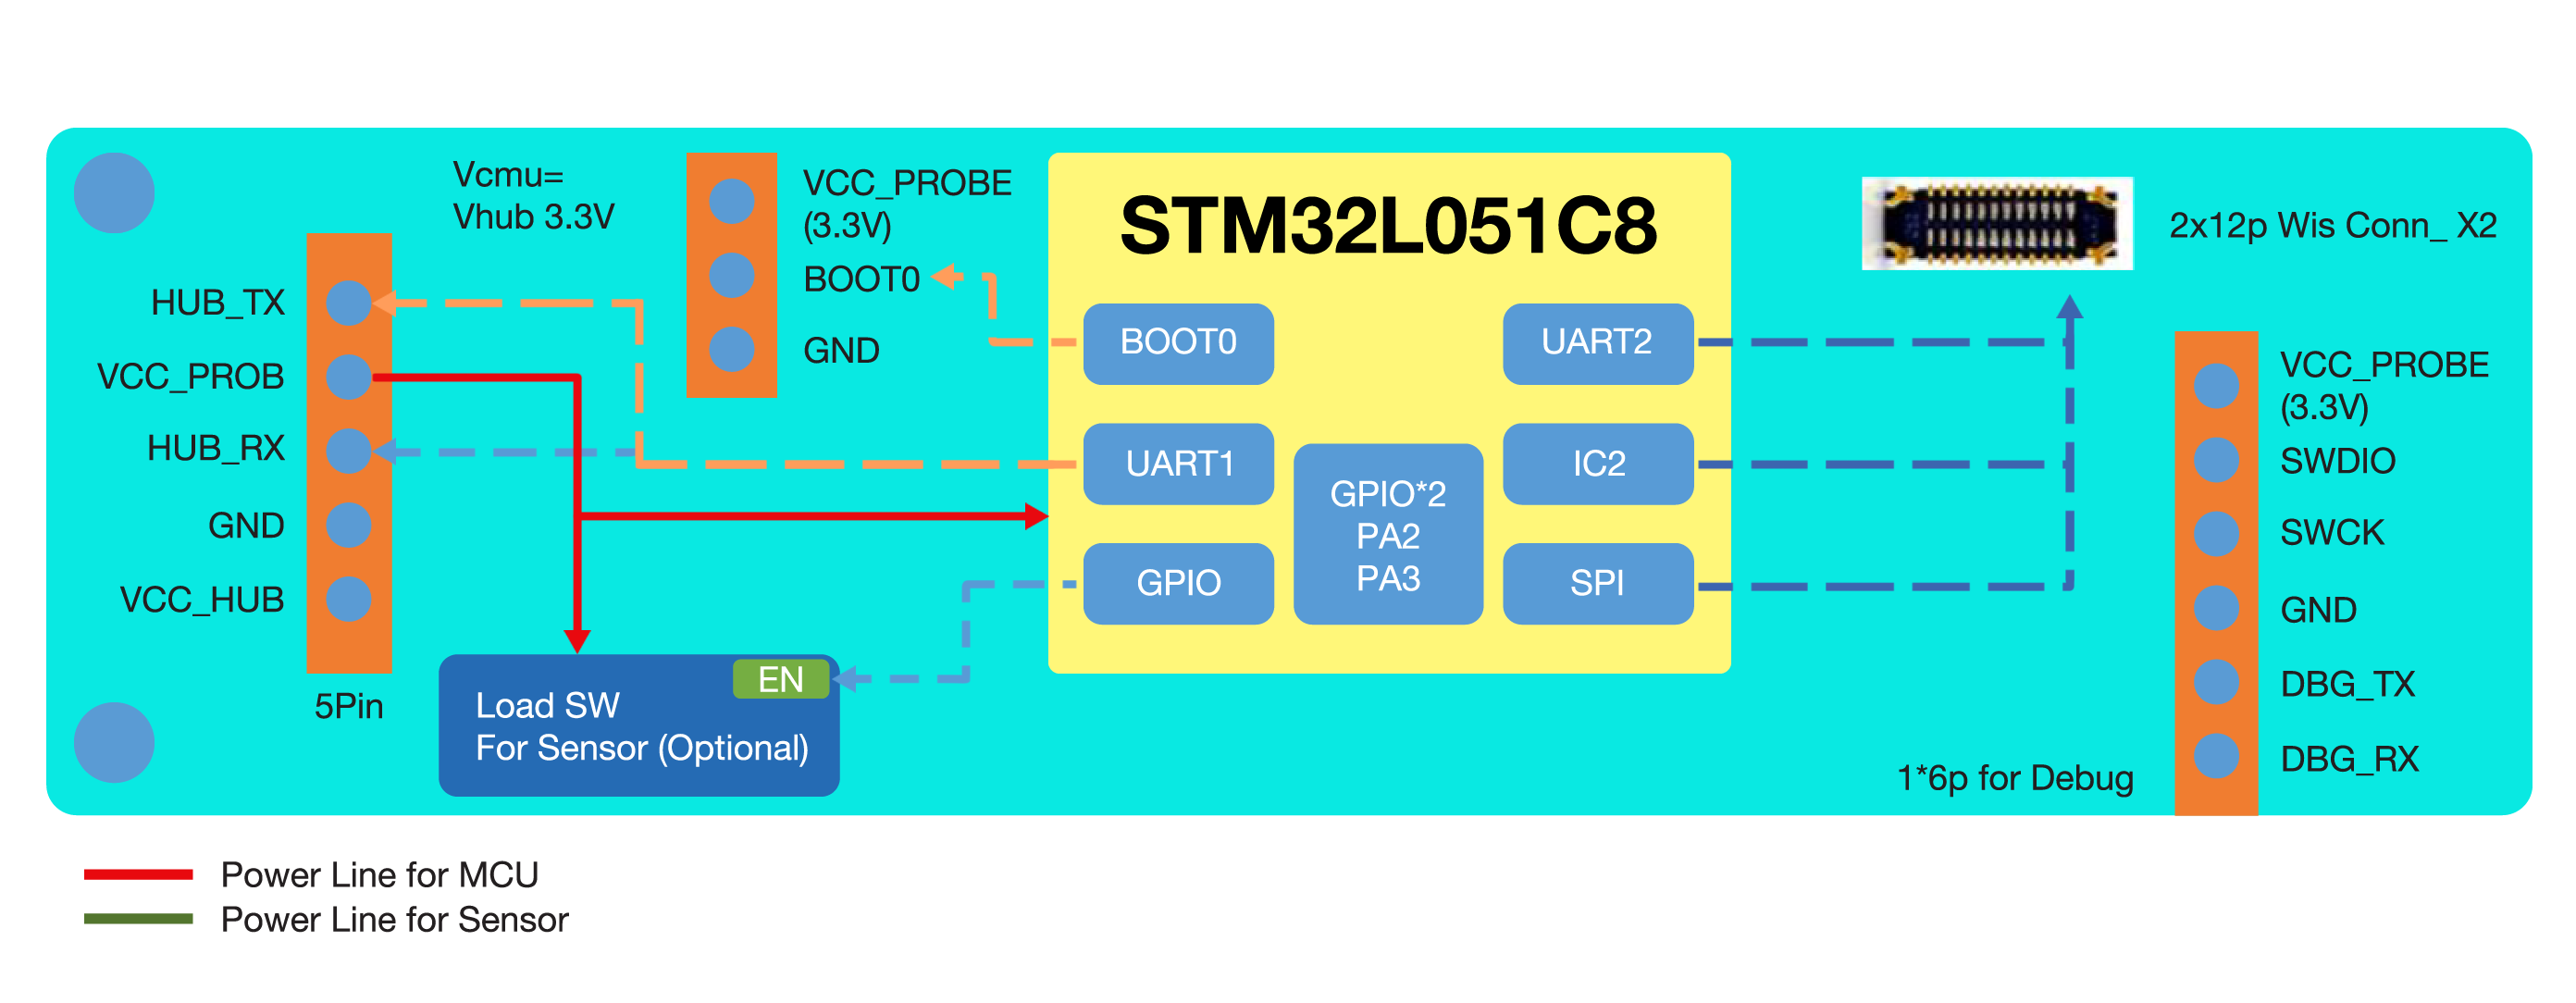 Vcmu=
Vhub 3.3V
HUB_TX
VCC_PROB
HUB_RX
GND
VCC_HUB
5Pin
VCC_PROBE
(3.3V)
BOOT0
GND
Load SW
For Sensor (Optional)
EN
STM32L051C8
BOOT0
UART1
GPIO
GPIO*2
PA2
PA3
UART2
IC2
SPI
2x12p Wis Conn_ X2
VCC_PROBE
(3.3V)
SWDIO
SWCK
GND
DBG_TX
DBG_RX
1*6p for Debug
Power Line for MCU
Power Line for Sensor